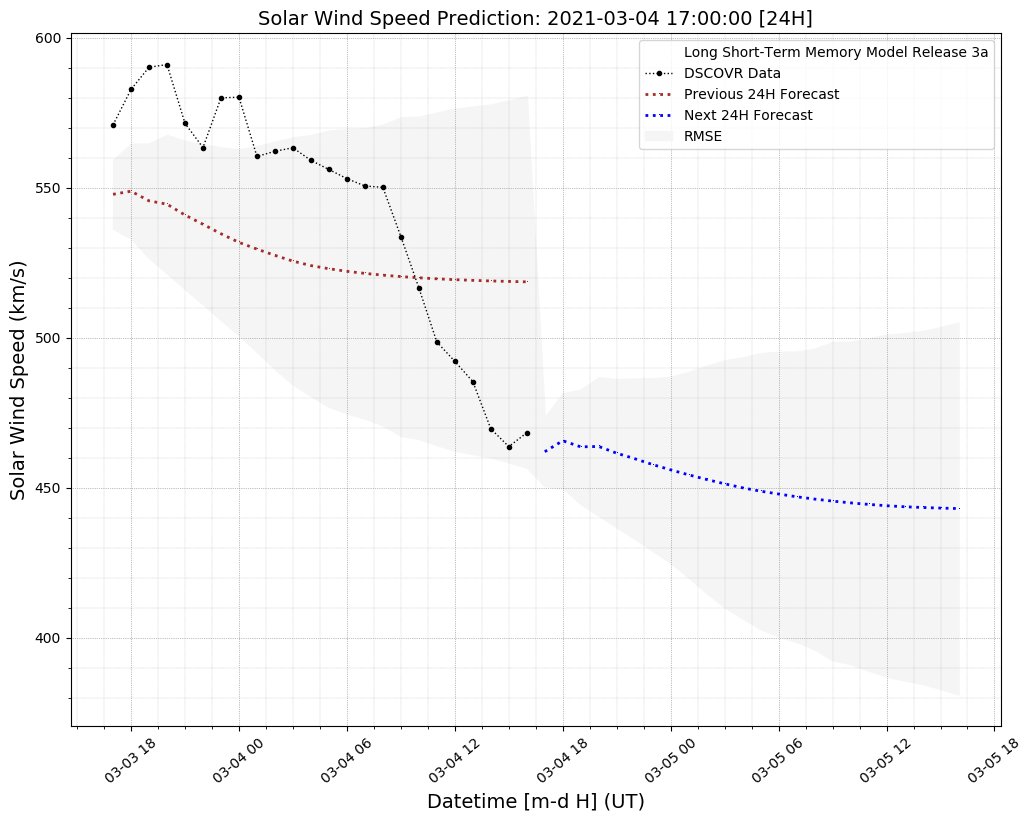 Solar Wind Speed Prediction: 2021-03-04 17:00:00 [24H]
Long Short-Term Memory Model Release 3a
DSCOVR Data
Previous 24H Forecast
Next 24H Forecast
RMSE
Solar Wind Speed (km/s)
600
550
500
450
400
03-03 18
03-04 00
03-04 06
03-04 12
03-04 18
03-05 00
03-05 06
03-05 12
03-05 18
Datetime [m-d H] (UT)